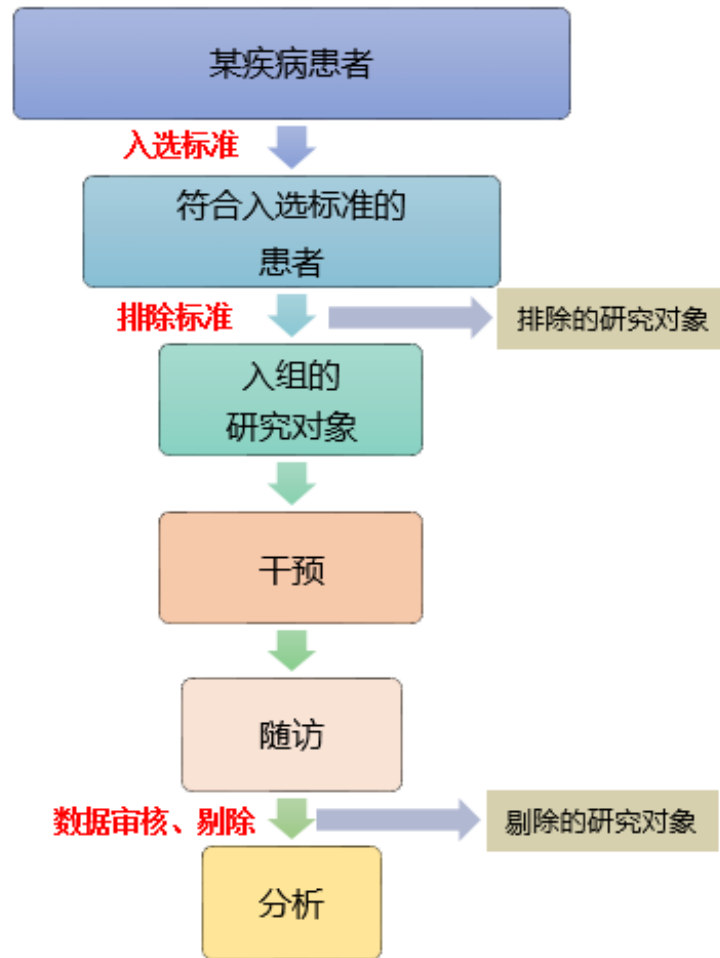 某疾病患者
入选标准
符合入选标准的
患者
排除标准
排除的研究对象
入组的
研究对象
干预
随访
数据审核、剔除
剔除的研究对象
分析